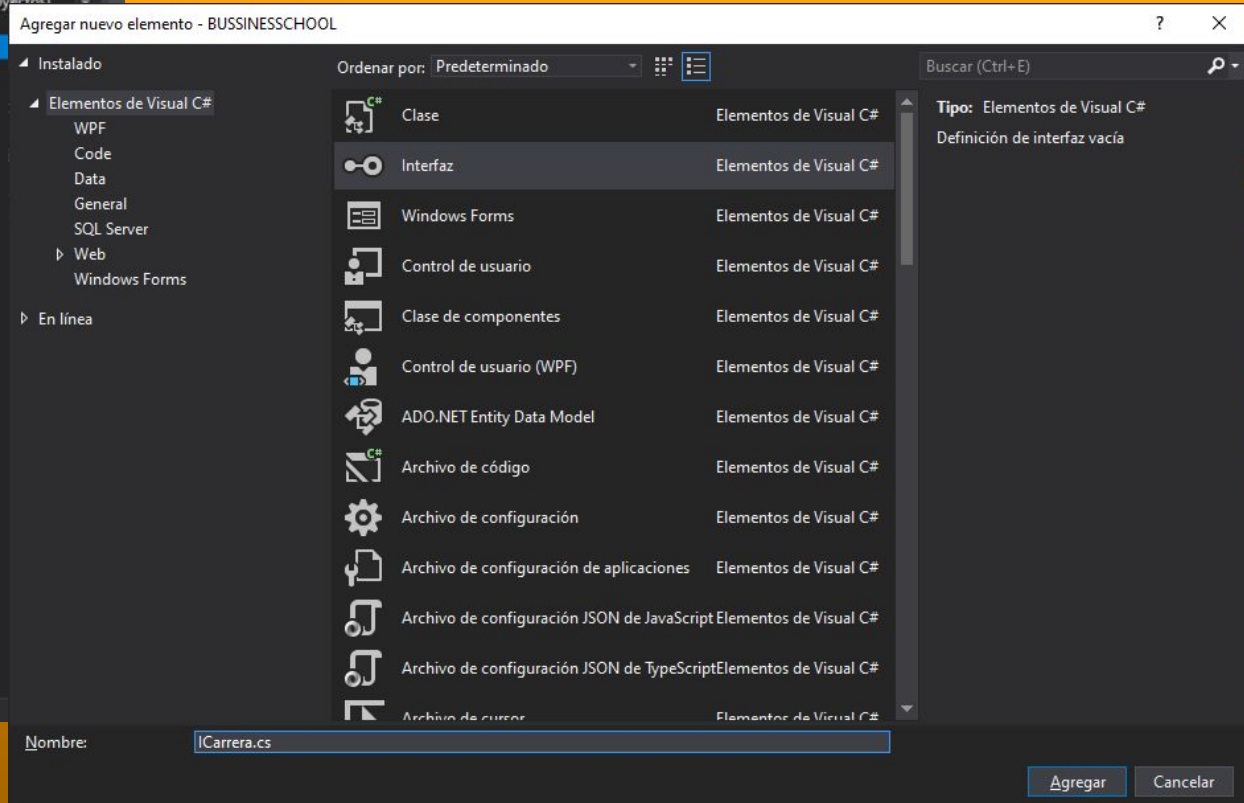 Agregar nuevo elemento - BUSSINESSCHOOL
?
Instalado
Elementos de Visual C#
WPF
Code
Data
General
SQL Server
Web
Windows Forms
En línea
Ordenar por: Predeterminado
Clase Elementos de Visual C#
Interfaz Elementos de Visual C#
Windows Forms Elementos de Visual C#
Control de usuario Elementos de Visual C#
Clase de componentes Elementos de Visual C#
Control de usuario (WPF) Elementos de Visual C#
ADO.NET Entity Data Model Elementos de Visual C#
C#
Archivo de código Elementos de Visual C#
Archivo de configuración Elementos de Visual C#
Archivo de configuración de aplicaciones Elementos de Visual C#
Archivo de configuración JSON de JavaScript Elementos de Visual C#
Archivo de configuración JSON de TypeScript Elementos de Visual C#
Archivo de cursor Elementos de Visual C#
Buscar (Ctrl+E)
Tipo: Elementos de Visual C#
Definición de interfaz vacía
Nombre: ICarrera.cs
Agregar Cancelar